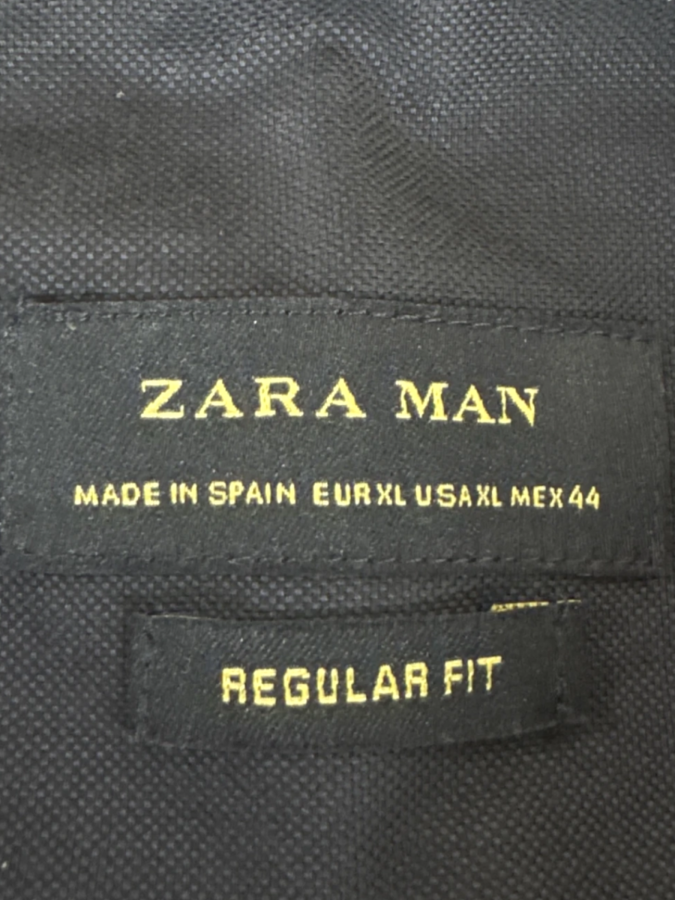 ZARA MAN
MADE IN SPAIN EUR XL USA XL MEX 44
REGULAR FIT